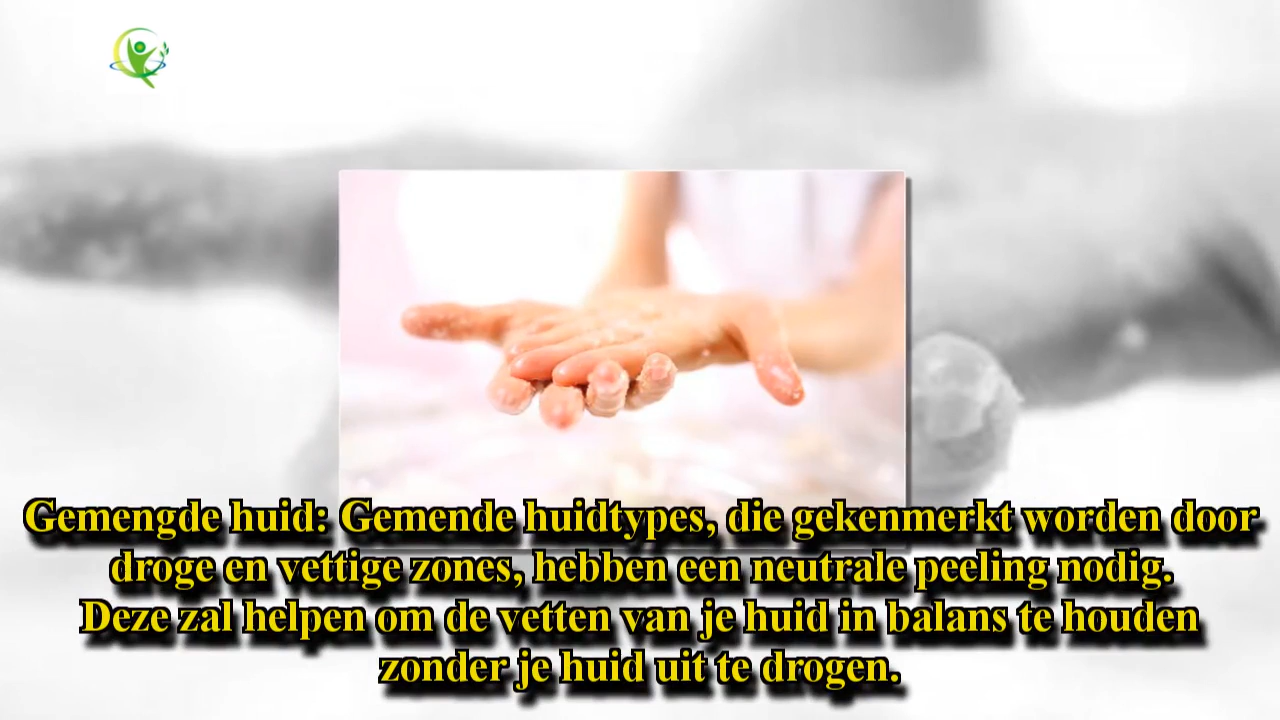 Gemengde huid: Gemende huidtypes, die gekenmerkt worden door
droge en vettige zones, hebben een neutrale peeling nodig.
Deze zal helpen om de vetten van je huid in balans te houden
zonder je huid uit te drogen.